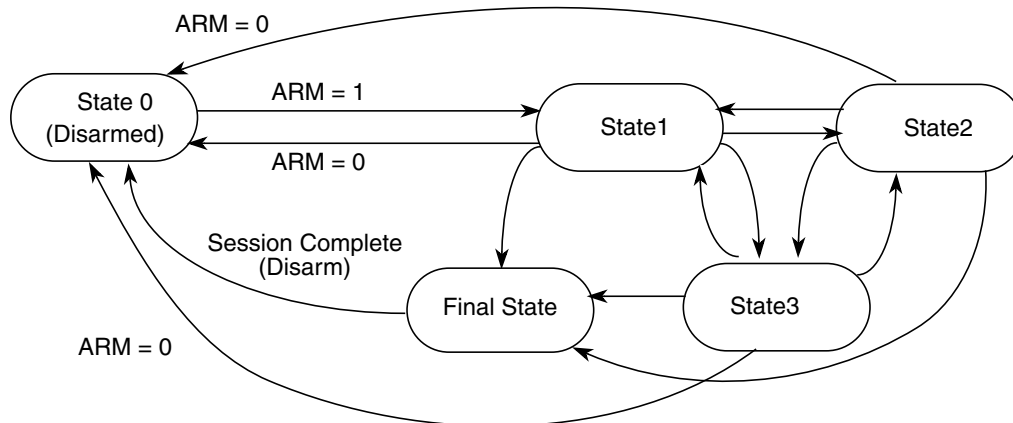 ARM = 0
State 0
(Disarmed)
ARM = 1
ARM = 0
State1
State2
Session Complete
(Disarm)
Final State
State3
ARM = 0